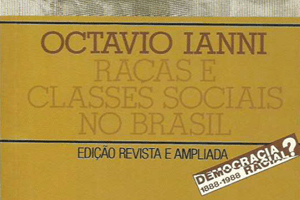 OCTAVIO IANNI
RAÇAS E
CLASSES SOCIAIS
NO BRASIL
EDIÇÃO REVISTA E AMPLIADA
DEMOCRACIA
RACIAL?
1888-1988